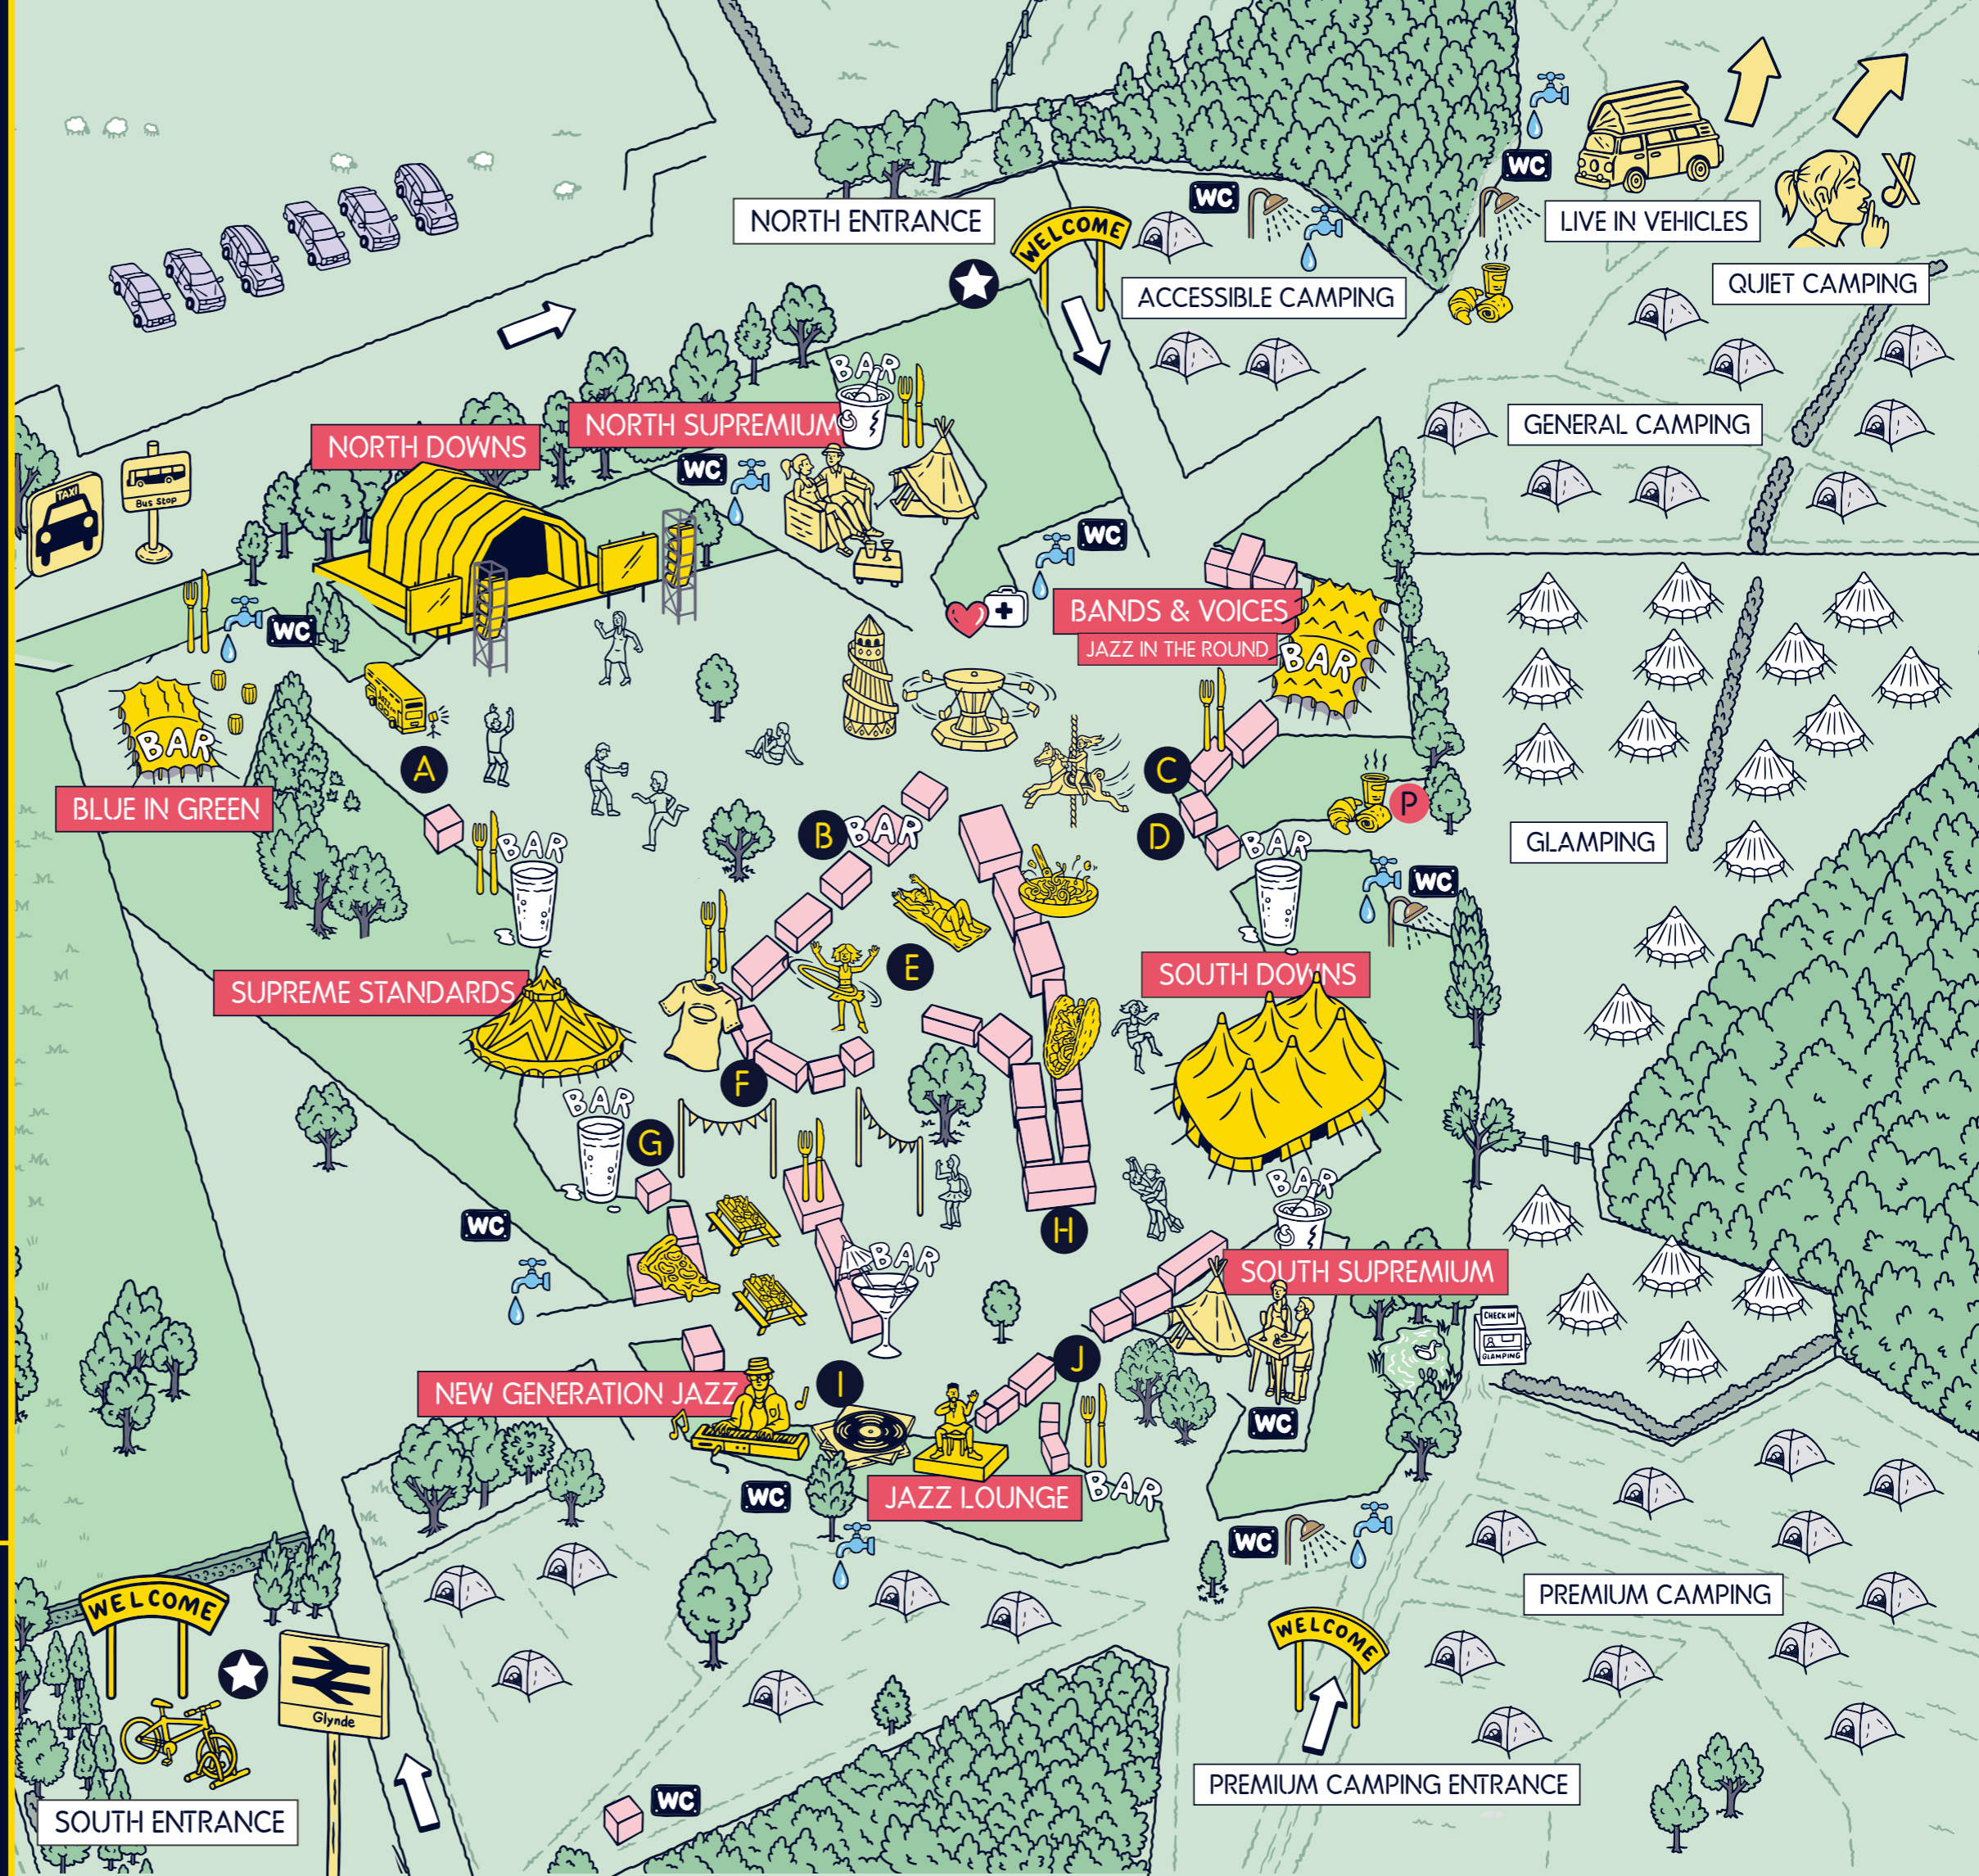 WC
WC
LIVE IN VEHICLES
NORTH ENTRANCE
WELCOME
QUIET CAMPING
ACCESSIBLE CAMPING
BAR
GENERAL CAMPING
NORTH SUPREMIUM
NORTH DOWNS
WC
TAXI
Bus Stop
WC
BANDS & VOICES
JAZZ IN THE ROUND
WC
BAR
BAR
A
C
P
BLUE IN GREEN
B
BAR
D
GLAMPING
BAR
BAR
WC
E
SOUTH DOWNS
SUPREME STANDARDS
F
BAR
G
WC
H
BAR
BAR
SOUTH SUPREMIUM
CHECK IN
GLAMPING
J
I
NEW GENERATION JAZZ
WC
WC
JAZZ LOUNGE
BAR
WC
PREMIUM CAMPING
WELCOME
WELCOME
Glynde
PREMIUM CAMPING ENTRANCE
WC
SOUTH ENTRANCE